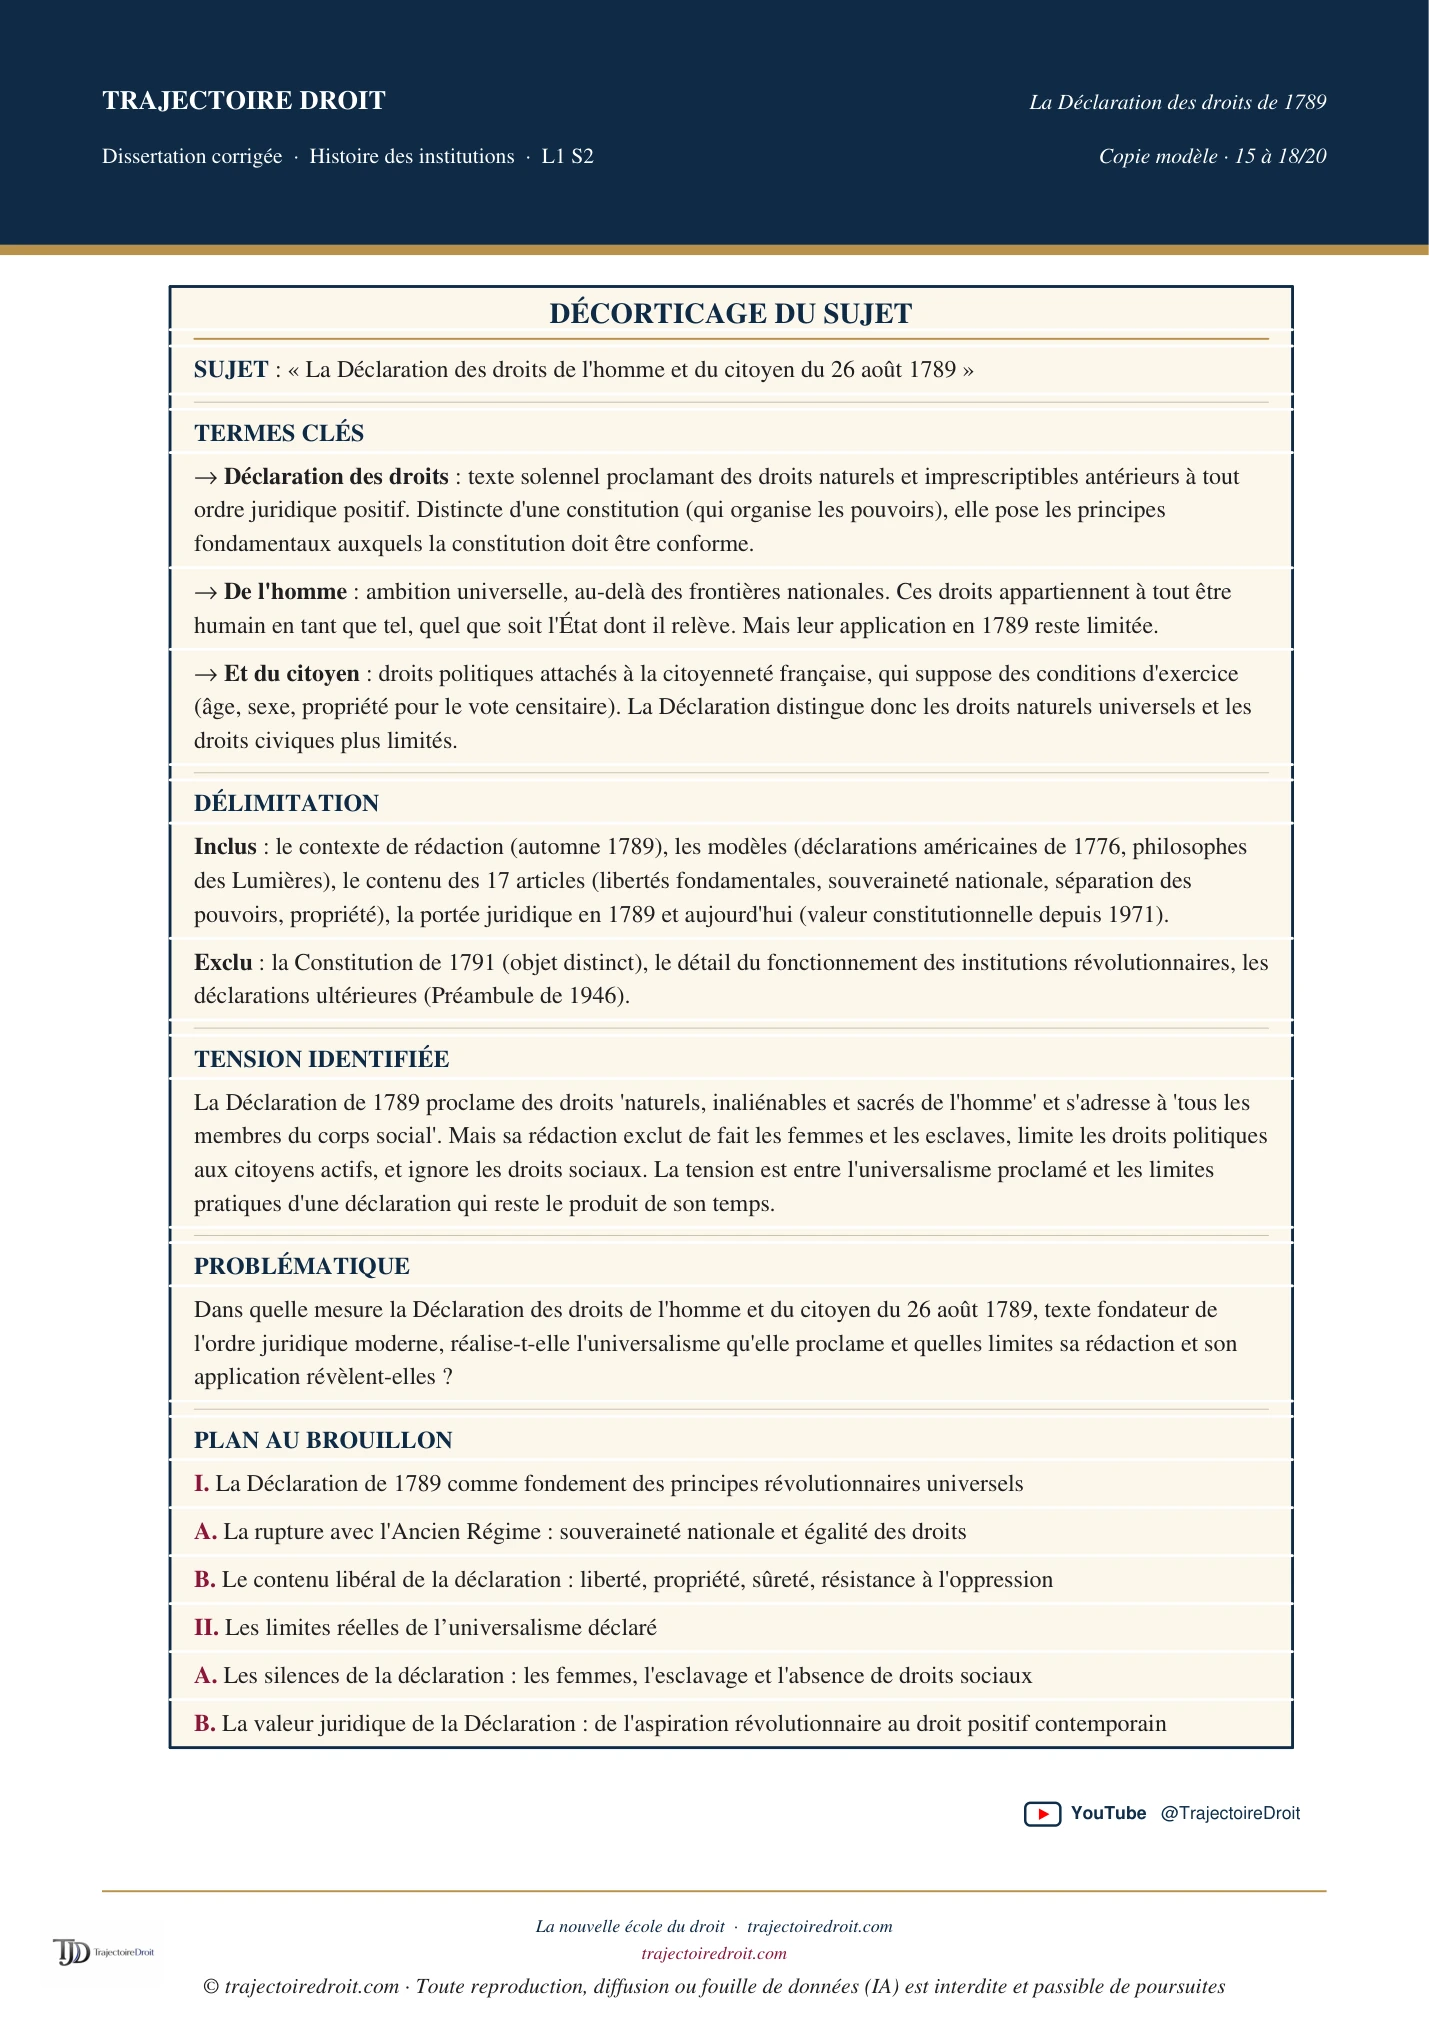 TRAJECTOIRE DROIT
La Déclaration des droits de 1789
Dissertation corrigée · Histoire des institutions · L1 S2
Copie modèle · 15 à 18/20
DÉCORTICAGE DU SUJET
SUJET : « La Déclaration des droits de l'homme et du citoyen du 26 août 1789 »
TERMES CLÉS
→ Déclaration des droits : texte solennel proclamant des droits naturels et imprescriptibles antérieurs à tout
ordre juridique positif. Distincte d'une constitution (qui organise les pouvoirs), elle pose les principes
fondamentaux auxquels la constitution doit être conforme.
→ De l'homme : ambition universelle, au-delà des frontières nationales. Ces droits appartiennent à tout être
humain en tant que tel, quel que soit l'État dont il relève. Mais leur application en 1789 reste limitée.
→ Et du citoyen : droits politiques attachés à la citoyenneté française, qui suppose des conditions d'exercice
(âge, sexe, propriété pour le vote censitaire). La Déclaration distingue donc les droits naturels universels et les
droits civiques plus limités.
DÉLIMITATION
Inclus : le contexte de rédaction (automne 1789), les modèles (déclarations américaines de 1776, philosophes
des Lumières), le contenu des 17 articles (libertés fondamentales, souveraineté nationale, séparation des
pouvoirs, propriété), la portée juridique en 1789 et aujourd'hui (valeur constitutionnelle depuis 1971).
Exclu : la Constitution de 1791 (objet distinct), le détail du fonctionnement des institutions révolutionnaires, les
déclarations ultérieures (Préambule de 1946).
TENSION IDENTIFIÉE
La Déclaration de 1789 proclame des droits 'naturels, inaliénables et sacrés de l'homme' et s'adresse à 'tous les
membres du corps social'. Mais sa rédaction exclut de fait les femmes et les esclaves, limite les droits politiques
aux citoyens actifs, et ignore les droits sociaux. La tension est entre l'universalisme proclamé et les limites
pratiques d'une déclaration qui reste le produit de son temps.
PROBLÉMATIQUE
Dans quelle mesure la Déclaration des droits de l'homme et du citoyen du 26 août 1789, texte fondateur de
l'ordre juridique moderne, réalise-t-elle l'universalisme qu'elle proclame et quelles limites sa rédaction et son
application révèlent-elles ?
PLAN AU BROUILLON
I. La Déclaration de 1789 comme fondement des principes révolutionnaires universels
A. La rupture avec l'Ancien Régime : souveraineté nationale et égalité des droits
B. Le contenu libéral de la déclaration : liberté, propriété, sûreté, résistance à l'oppression
II. Les limites réelles de l’universalisme déclaré
A. Les silences de la déclaration : les femmes, l'esclavage et l'absence de droits sociaux
B. La valeur juridique de la Déclaration : de l'aspiration révolutionnaire au droit positif contemporain
YouTube @TrajectoireDroit
La nouvelle école du droit · trajectoiredroit.com
trajectoiredroit.com
TJD TrajectoireDroit
© trajectoiredroit.com · Toute reproduction, diffusion ou fouille de données (IA) est interdite et passible de poursuites